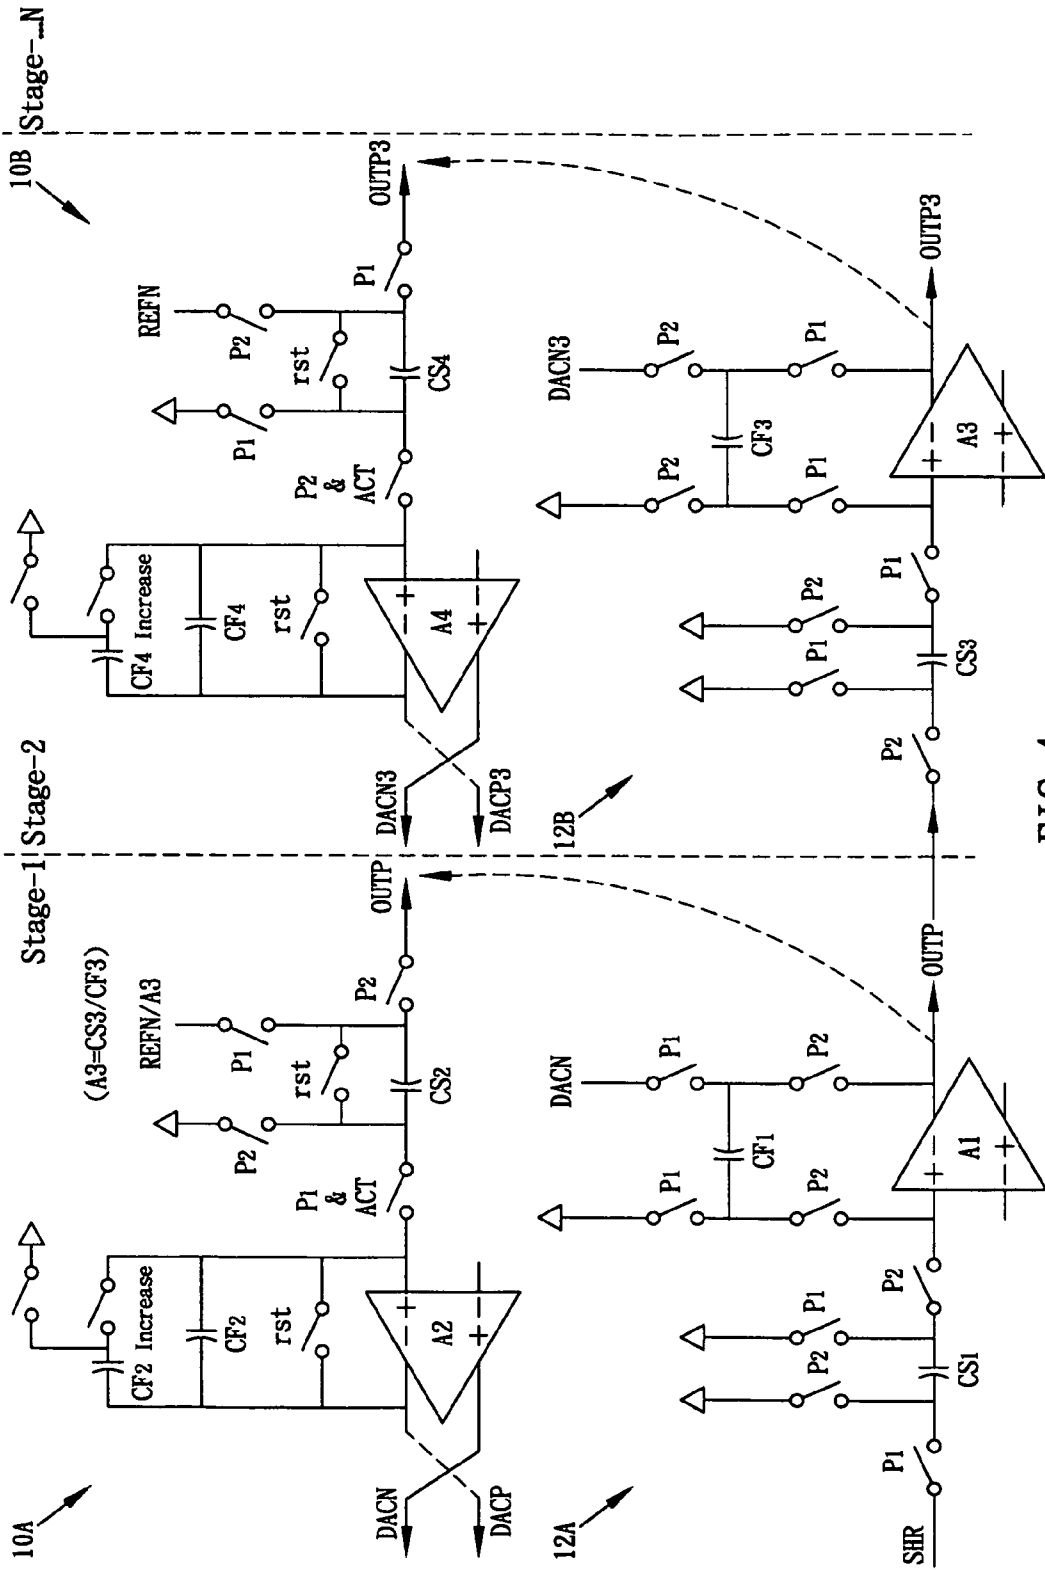 Stage-1
Stage-2
Stage-...N
10A
CF2 Increase
CF2
rst
A2
DACN
DACP
P1
&
ACT
P2
rst
CS2
P1
REFN/A3
(A3=CS3/CF3)
P2
OUTP
10B
CF4 Increase
CF4
rst
A4
DACN3
DACP3
P2
&
ACT
P1
rst
CS4
P2
REFN
P1
OUTP3
12A
SHR
P1
P2
P1
CS1
P2
P1
P2
CF1
DACN
P1
P2
A1
OUTP
12B
P2
P1
P2
CS3
P1
P2
P1
CF3
DACN3
P2
P1
A3
OUTP3